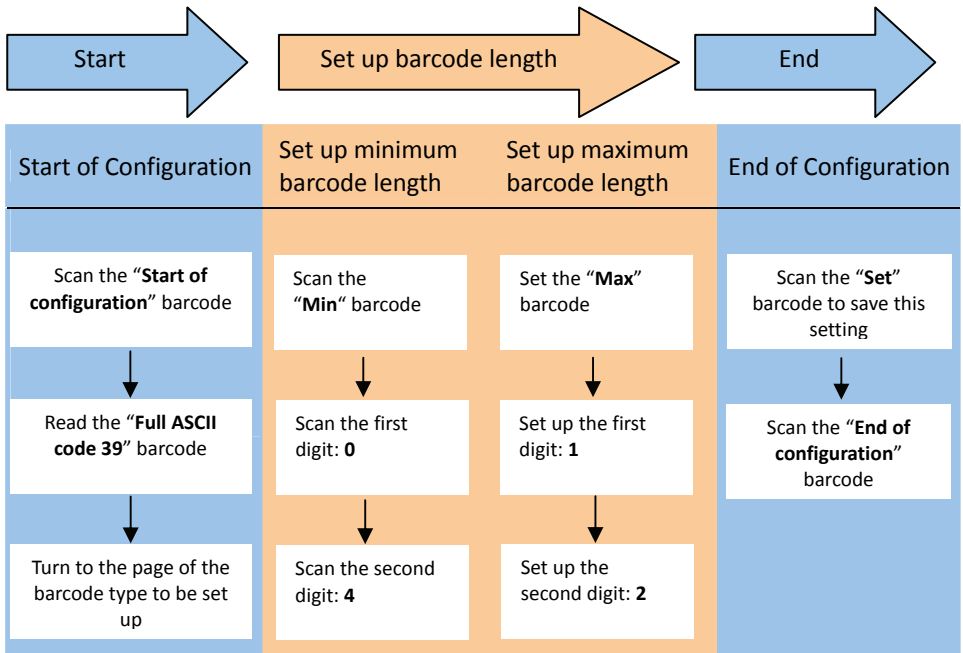 Start
Set up barcode length
End
Start of Configuration
Set up minimum
barcode length
Set up maximum
barcode length
End of Configuration
Scan the “Start of
configuration” barcode
Read the “Full ASCII
code 39” barcode
Turn to the page of the
barcode type to be set
up
Scan the
“Min“ barcode
Scan the first
digit: 0
Scan the second
digit: 4
Set the “Max”
barcode
Set up the first
digit: 1
Set up the
second digit: 2
Scan the “Set”
barcode to save this
setting
Scan the “End of
configuration”
barcode